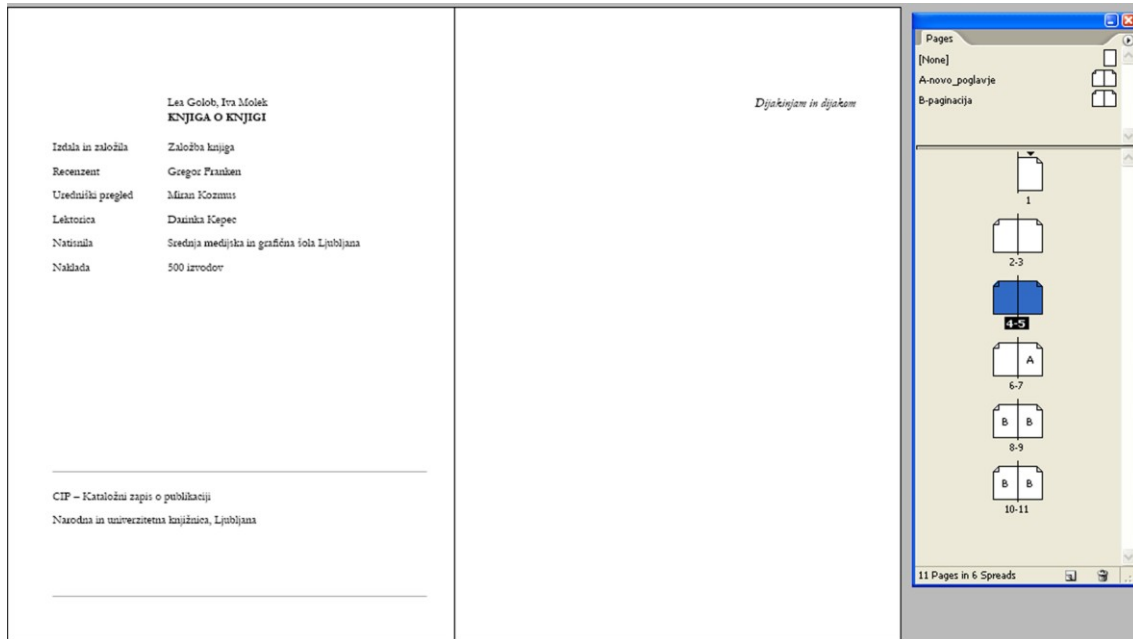 Lea Golob, Iva Molek
KNJIGA O KNJIGI
Izdala in založila Založba knjiga
Recenzent Gregor Franken
Uredniški pregled Miran Kozmus
Lektorica Darinka Kepec
Natisnila Srednja medijska in grafična šola Ljubljana
Naklada 500 izvodov
CIP – Kataložni zapis o publikaciji
Narodna in univerzitetna knjižnica, Ljubljana
Dijakinjam in dijakom
Pages
[None]
A-novo_poglavje
B-paginacija
1
2-3
4-5
A
6-7
B B
8-9
B B
10-11
11 Pages in 6 Spreads